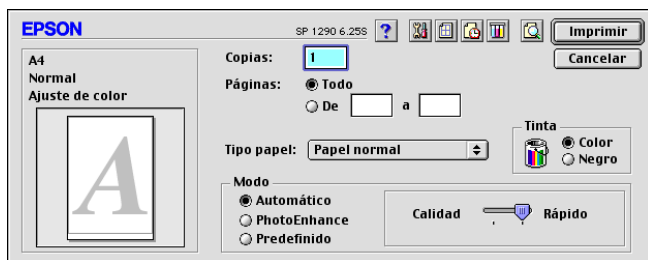 EPSON
SP 1290 6.25S
Imprimir
Cancelar
A4
Normal
Ajuste de color
A
Copias: 1
Páginas: Todo
De a
Tipo papel: Papel normal
Tinta
Color
Negro
Modo
Automático
PhotoEnhance
Predefinido
Calidad Rápido